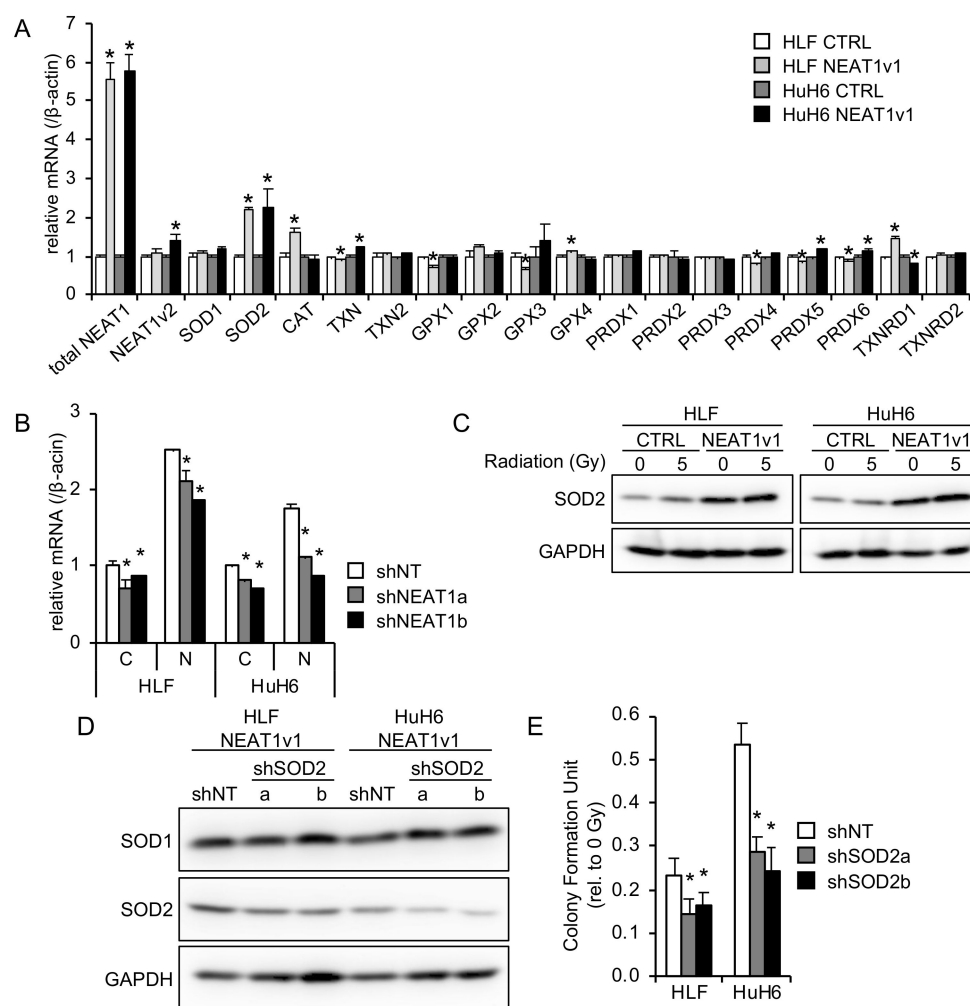 A
relative mRNA (/β-actin)
7
6
5
4
3
2
1
0
HLF CTRL
HLF NEAT1v1
HuH6 CTRL
HuH6 NEAT1v1
* * * * * * * * * * * * * * * * * *
total NEAT1
NEAT1v2
SOD1
SOD2
CAT
TXN
TXN2
GPX1
GPX2
GPX3
GPX4
PRDX1
PRDX2
PRDX3
PRDX4
PRDX5
PRDX6
TXNRD1
TXNRD2
B
relative mRNA (/β-acin)
3
2
1
0
* * * * * * * *
C N C N
HLF HuH6
shNT
shNEAT1a
shNEAT1b
C
HLF HuH6
CTRL NEAT1v1 CTRL NEAT1v1
Radiation (Gy) 0 5 0 5 0 5 0 5
SOD2
GAPDH
D
HLF HuH6
NEAT1v1 NEAT1v1
shSOD2 shSOD2
shNT a b shNT a b
SOD1
SOD2
GAPDH
E
Colony Formation Unit
(rel. to 0 Gy)
0.6
0.5
0.4
0.3
0.2
0.1
0.0
* * * *
HLF HuH6
shNT
shSOD2a
shSOD2b